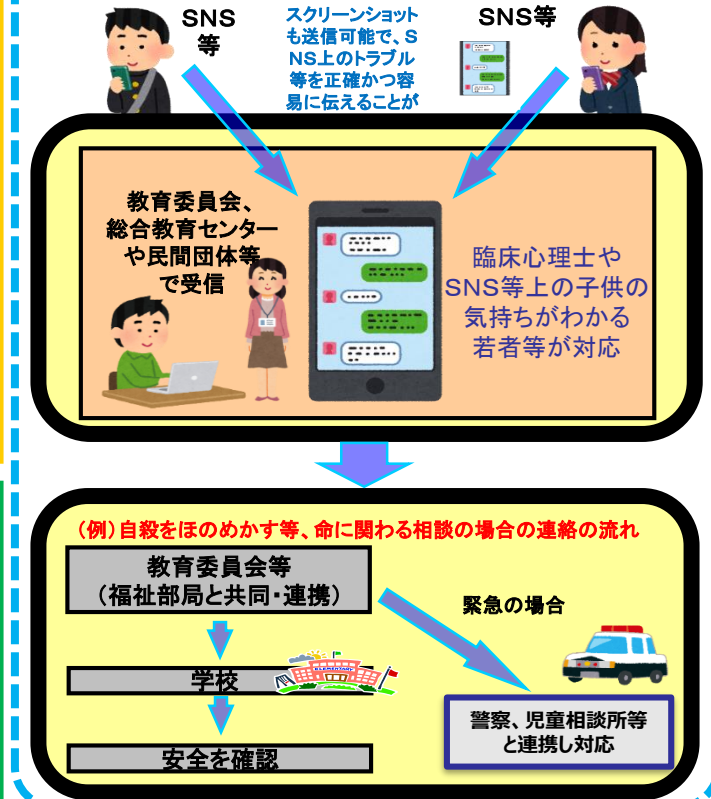 SNS
等
スクリーンショット
も送信可能で、S
NS上のトラブル
等を正確かつ容
易に伝えることが
SNS等
教育委員会、
総合教育センター
や民間団体等
で受信
臨床心理士や
SNS等上の子供の
気持ちがわかる
若者等が対応
(例)自殺をほのめかす等、命に関わる相談の場合の連絡の流れ
教育委員会等
(福祉部局と共同・連携)
緊急の場合
学校
ELEMENTARY
警察、児童相談所等
と連携し対応
安全を確認